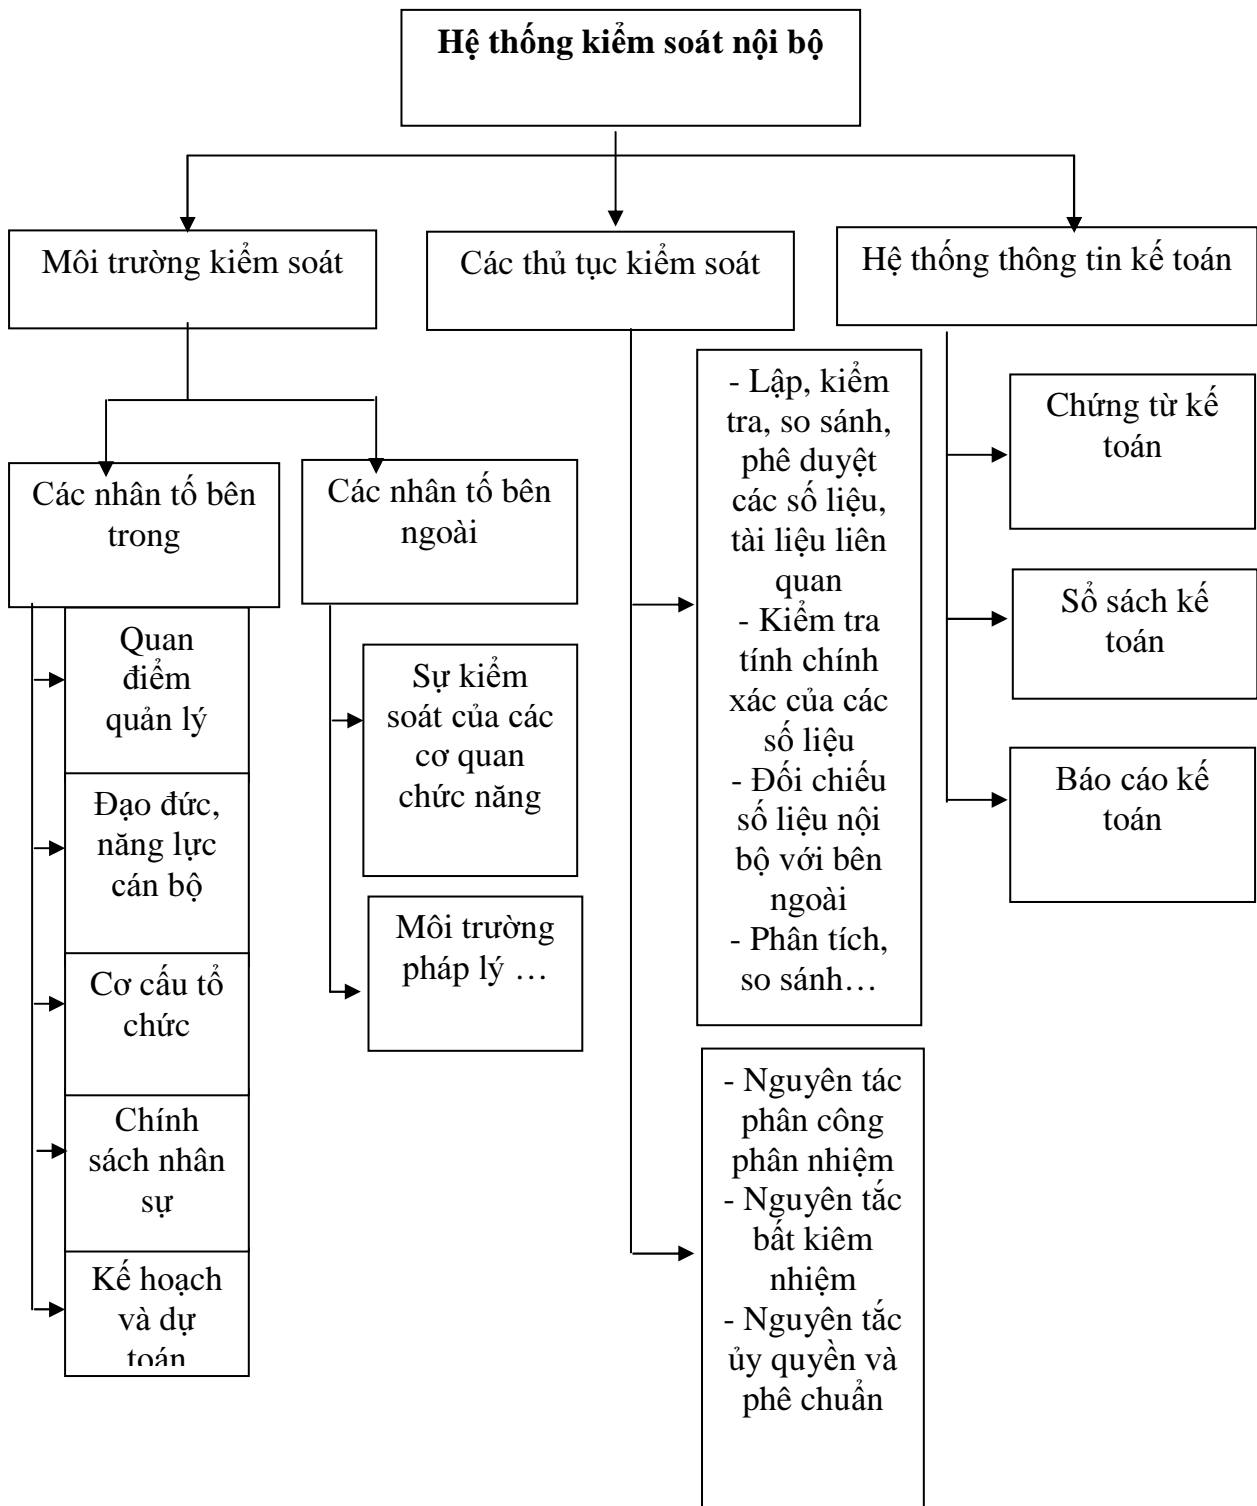 Hệ thống kiểm soát nội bộ
Môi trường kiểm soát
Các thủ tục kiểm soát
Hệ thống thông tin kế toán
Các nhân tố bên
trong
Các nhân tố bên
ngoài
Quan
điểm
quản lý
Đạo đức,
năng lực
cán bộ
Cơ cấu tổ
chức
Chính
sách nhân
sự
Kế hoạch
và dự
toán
Sự kiểm
soát của các
cơ quan
chức năng
Môi trường
pháp lý …
- Lập, kiểm
tra, so sánh,
phê duyệt
các số liệu,
tài liệu liên
quan
- Kiểm tra
tính chính
xác của các
số liệu
- Đối chiếu
số liệu nội
bộ với bên
ngoài
- Phân tích,
so sánh…
- Nguyên tác
phân công
phân nhiệm
- Nguyên tắc
bất kiêm
nhiệm
- Nguyên tắc
ủy quyền và
phê chuẩn
Chứng từ kế
toán
Sổ sách kế
toán
Báo cáo kế
toán